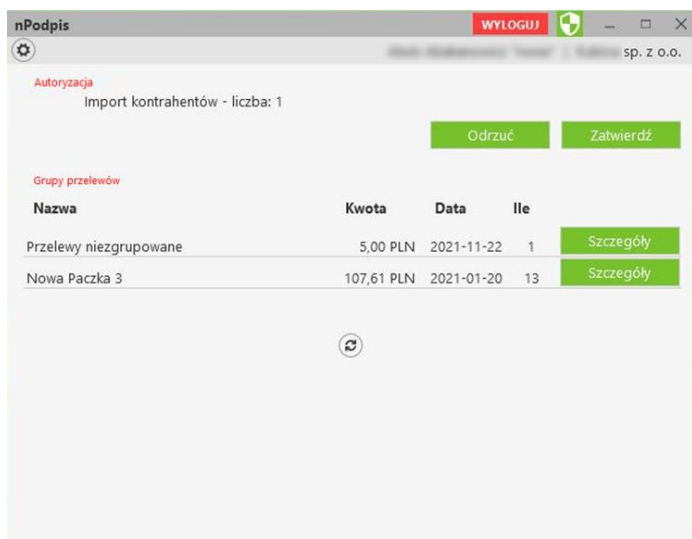 nPodpis WYLOGUJ
sp. z o.o.
Autoryzacja
Import kontrahentów - liczba: 1
Odrzuć Zatwierdź
Grupy przelewów
Nazwa Kwota Data Ile
Przelewy niezgrupowane 5,00 PLN 2021-11-22 1 Szczegóły
Nowa Paczka 3 107,61 PLN 2021-01-20 13 Szczegóły